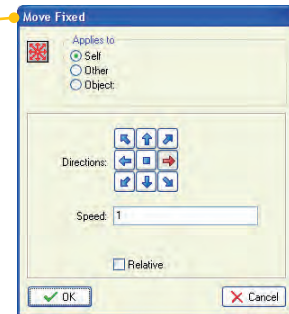 Move Fixed
Applies to
Self
Other
Object:
Directions:
Speed: 1
Relative
OK Cancel